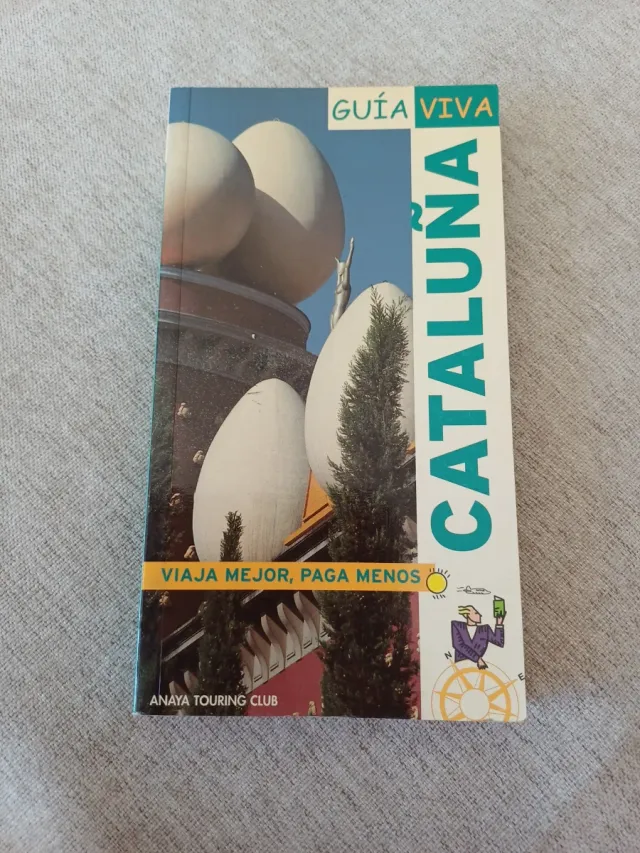 GUÍA VIVA
CATALUÑA
VIAJA MEJOR, PAGA MENOS
N
E
ANAYA TOURING CLUB